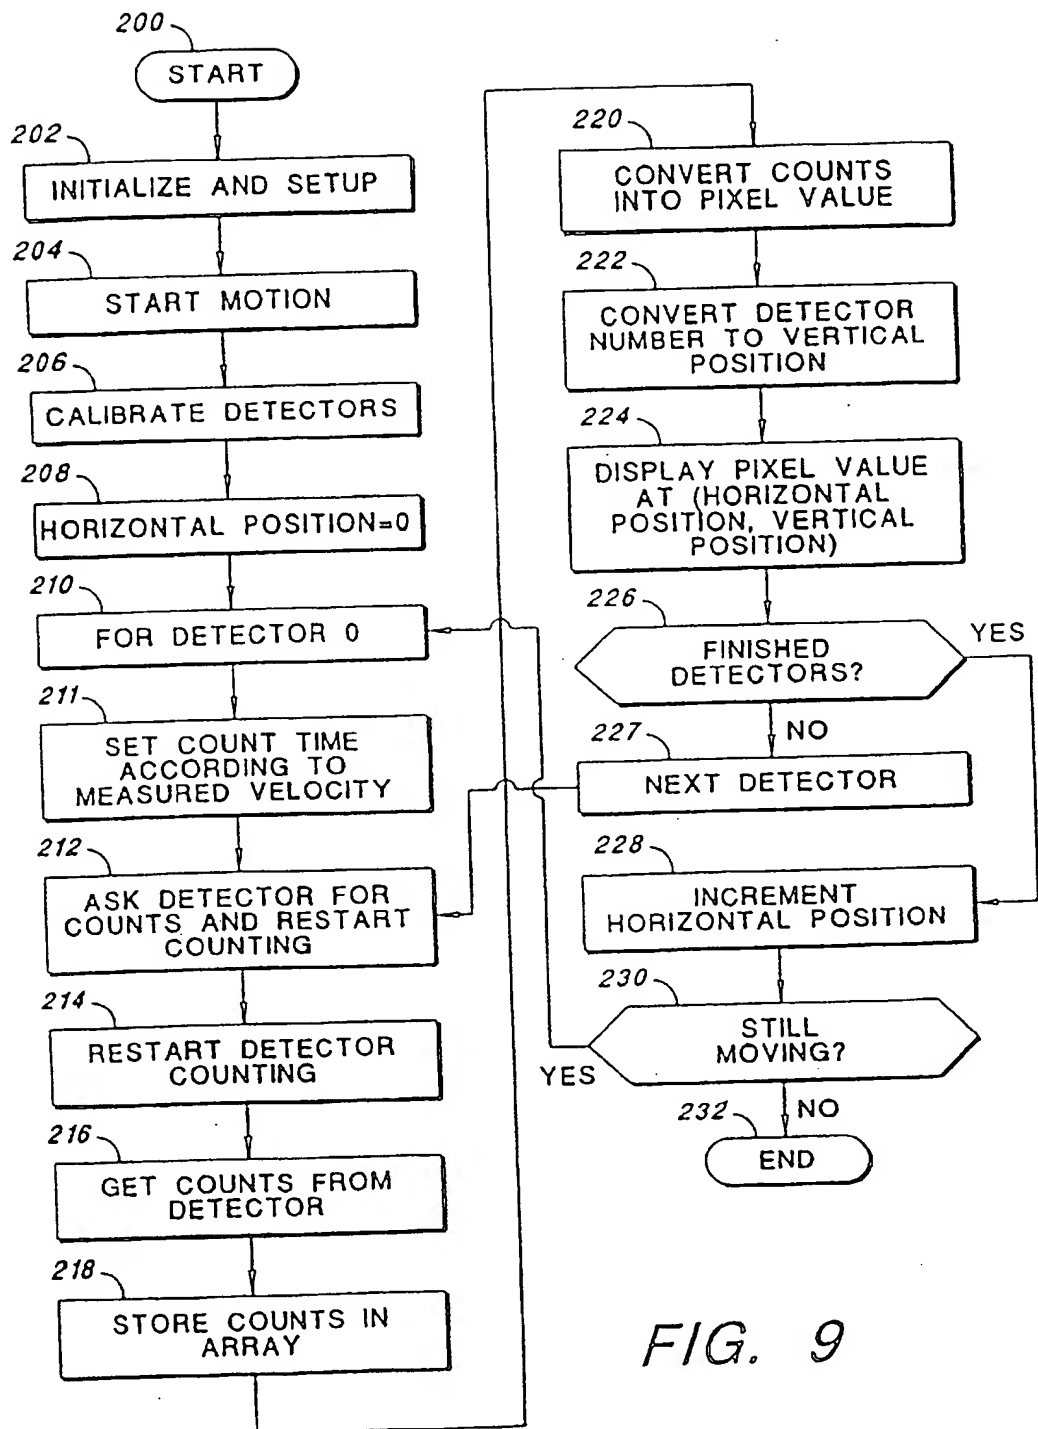 200
START
202
INITIALIZE AND SETUP
204
START MOTION
206
CALIBRATE DETECTORS
208
HORIZONTAL POSITION=0
210
FOR DETECTOR 0
211
SET COUNT TIME
ACCORDING TO
MEASURED VELOCITY
212
ASK DETECTOR FOR
COUNTS AND RESTART
COUNTING
214
RESTART DETECTOR
COUNTING
216
GET COUNTS FROM
DETECTOR
218
STORE COUNTS IN
ARRAY
220
CONVERT COUNTS
INTO PIXEL VALUE
222
CONVERT DETECTOR
NUMBER TO VERTICAL
POSITION
224
DISPLAY PIXEL VALUE
AT (HORIZONTAL
POSITION, VERTICAL
POSITION)
226
FINISHED
DETECTORS?
YES
NO
227
NEXT DETECTOR
228
INCREMENT
HORIZONTAL POSITION
230
STILL
MOVING?
YES
NO
232
END
FIG. 9